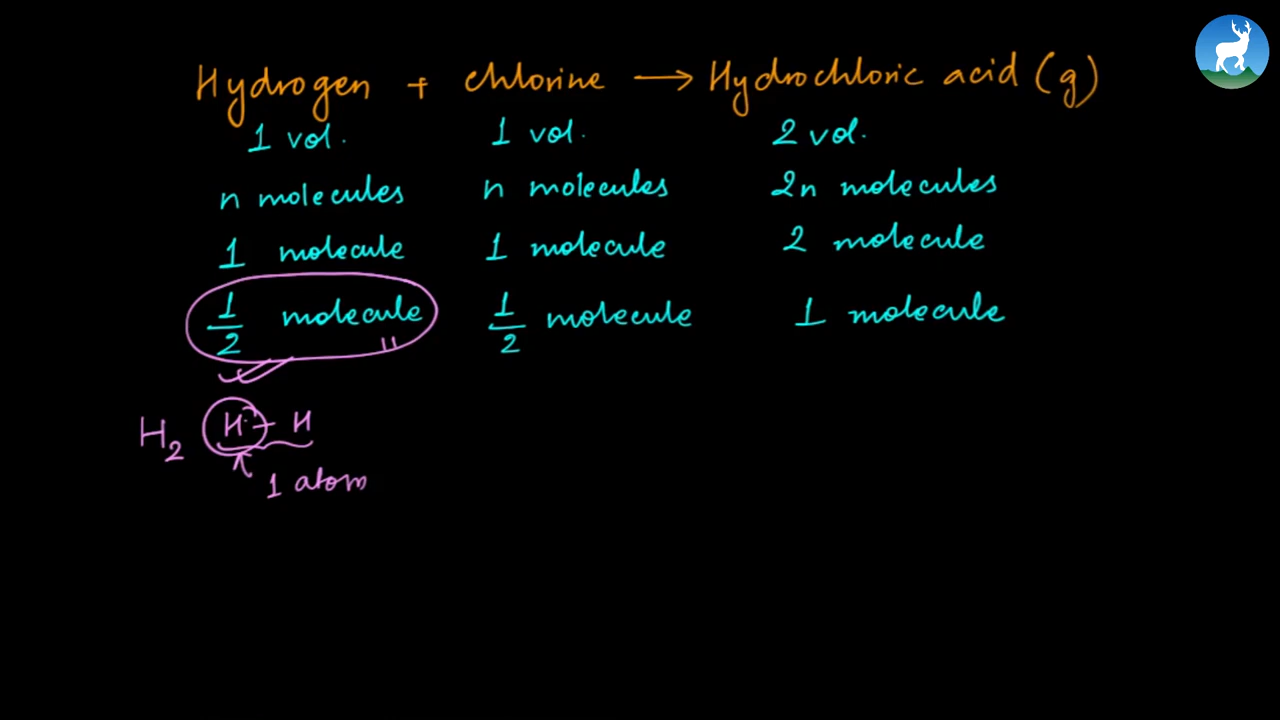 Hydrogen + chlorine → Hydrochloric acid (g)
1 vol. 1 vol. 2 vol.
n molecules n molecules 2n molecules
1 molecule 1 molecule 2 molecule
1/2 molecule 1/2 molecule 1 molecule
H2 H - H
1 atom